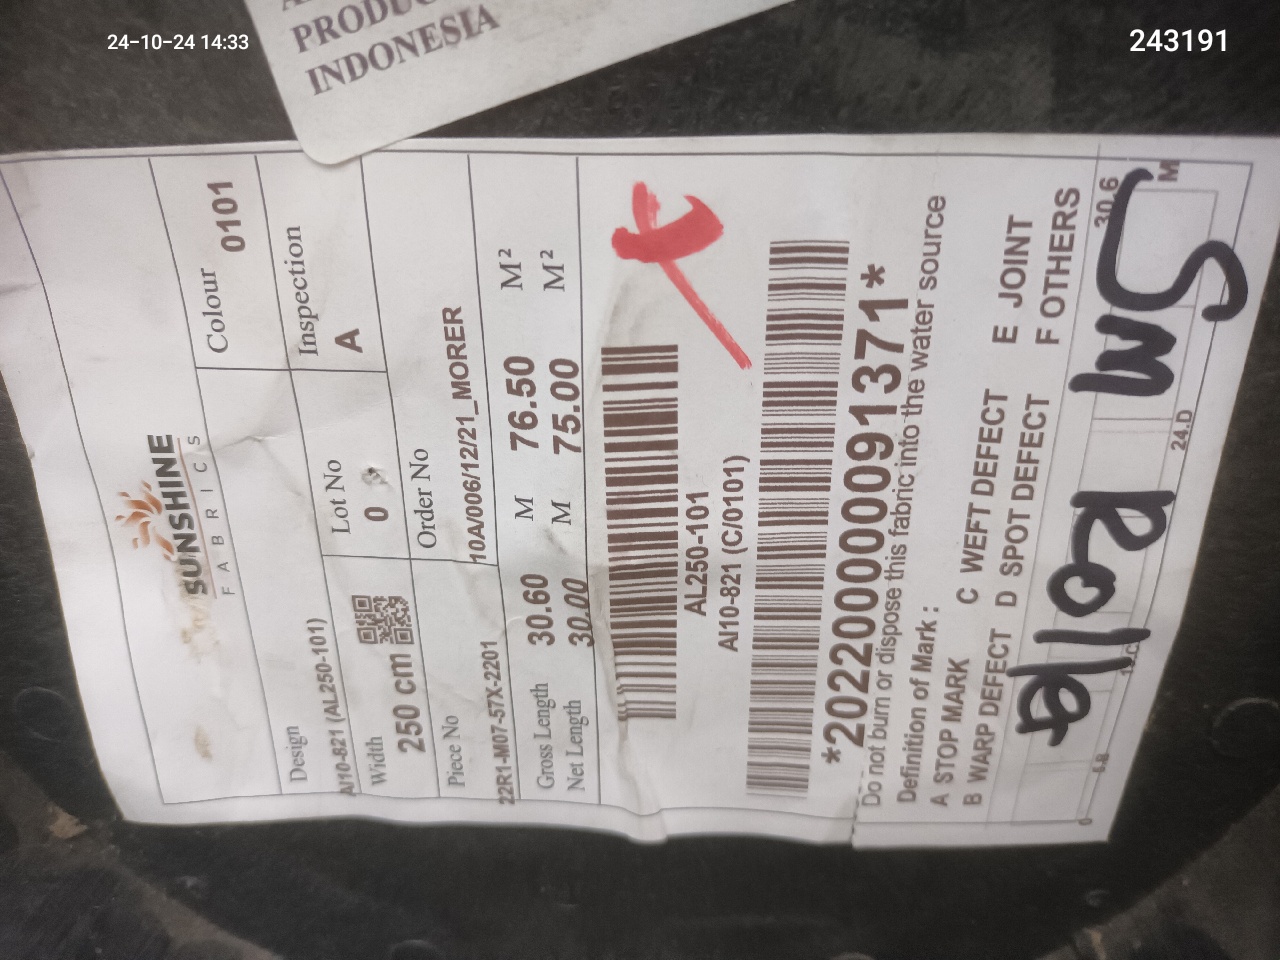 24-10-24 14:33
243191
PRODUC
INDONESIA
SUNSHINE
FABRICS
Colour
0101
Design
AI10-821 (AL250-101)
Width
250 cm
Lot No
0
Inspection
A
Piece No
22R1-M07-57X-2201
Order No
10A/006/12/21_MORER
Gross Length 30.60 M 76.50 M²
Net Length 30.00 M 75.00 M²
AL250-101
AI10-821 (C/0101)
*2022000009 1371*
Do not burn or dispose this fabric into the water source
Definition of Mark :
A STOP MARK C WEFT DEFECT E JOINT
B WARP DEFECT D SPOT DEFECT F OTHERS
0 24.D 30.6 M